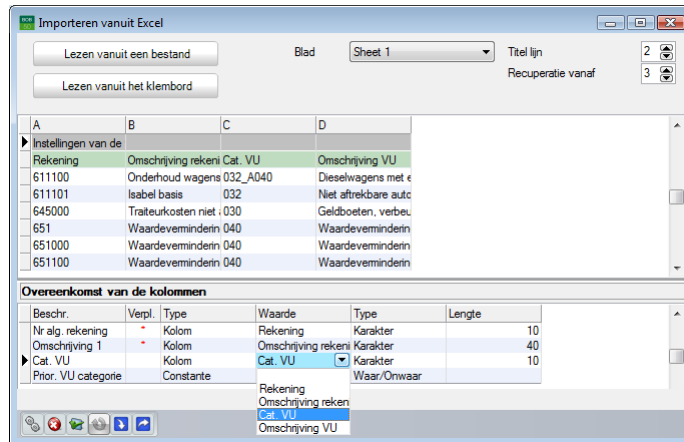 Importeren vanuit Excel
Lezen vanuit een bestand
Blad Sheet 1
Titel lijn 2
Lezen vanuit het klembord
Recuperatie vanaf 3
A B C D
Instellingen van de
Rekening Omschrijving rekeni Cat. VU Omschrijving VU
611100 Onderhoud wagens 032_A040 Dieselwagens met e
611101 Isabel basis 032 Niet aftrekbare autc
645000 Traiteurkosten niet 030 Geldboeten, verbeu
651 Waardeverminderin 040 Waardeverminderin
651000 Waardeverminderin 040 Waardeverminderin
651100 Waardeverminderin 040 Waardeverminderin
Overeenkomst van de kolommen
Beschr. Verpl. Type Waarde Type Lengte
Nr alg. rekening * Kolom Rekening Karakter 10
Omschrijving 1 * Kolom Omschrijving rekeni Karakter 40
Cat. VU Kolom Cat. VU Karakter 10
Prior. VU categorie Constante Waar/Onwaar
Rekening
Omschrijving reken
Cat. VU
Omschrijving VU